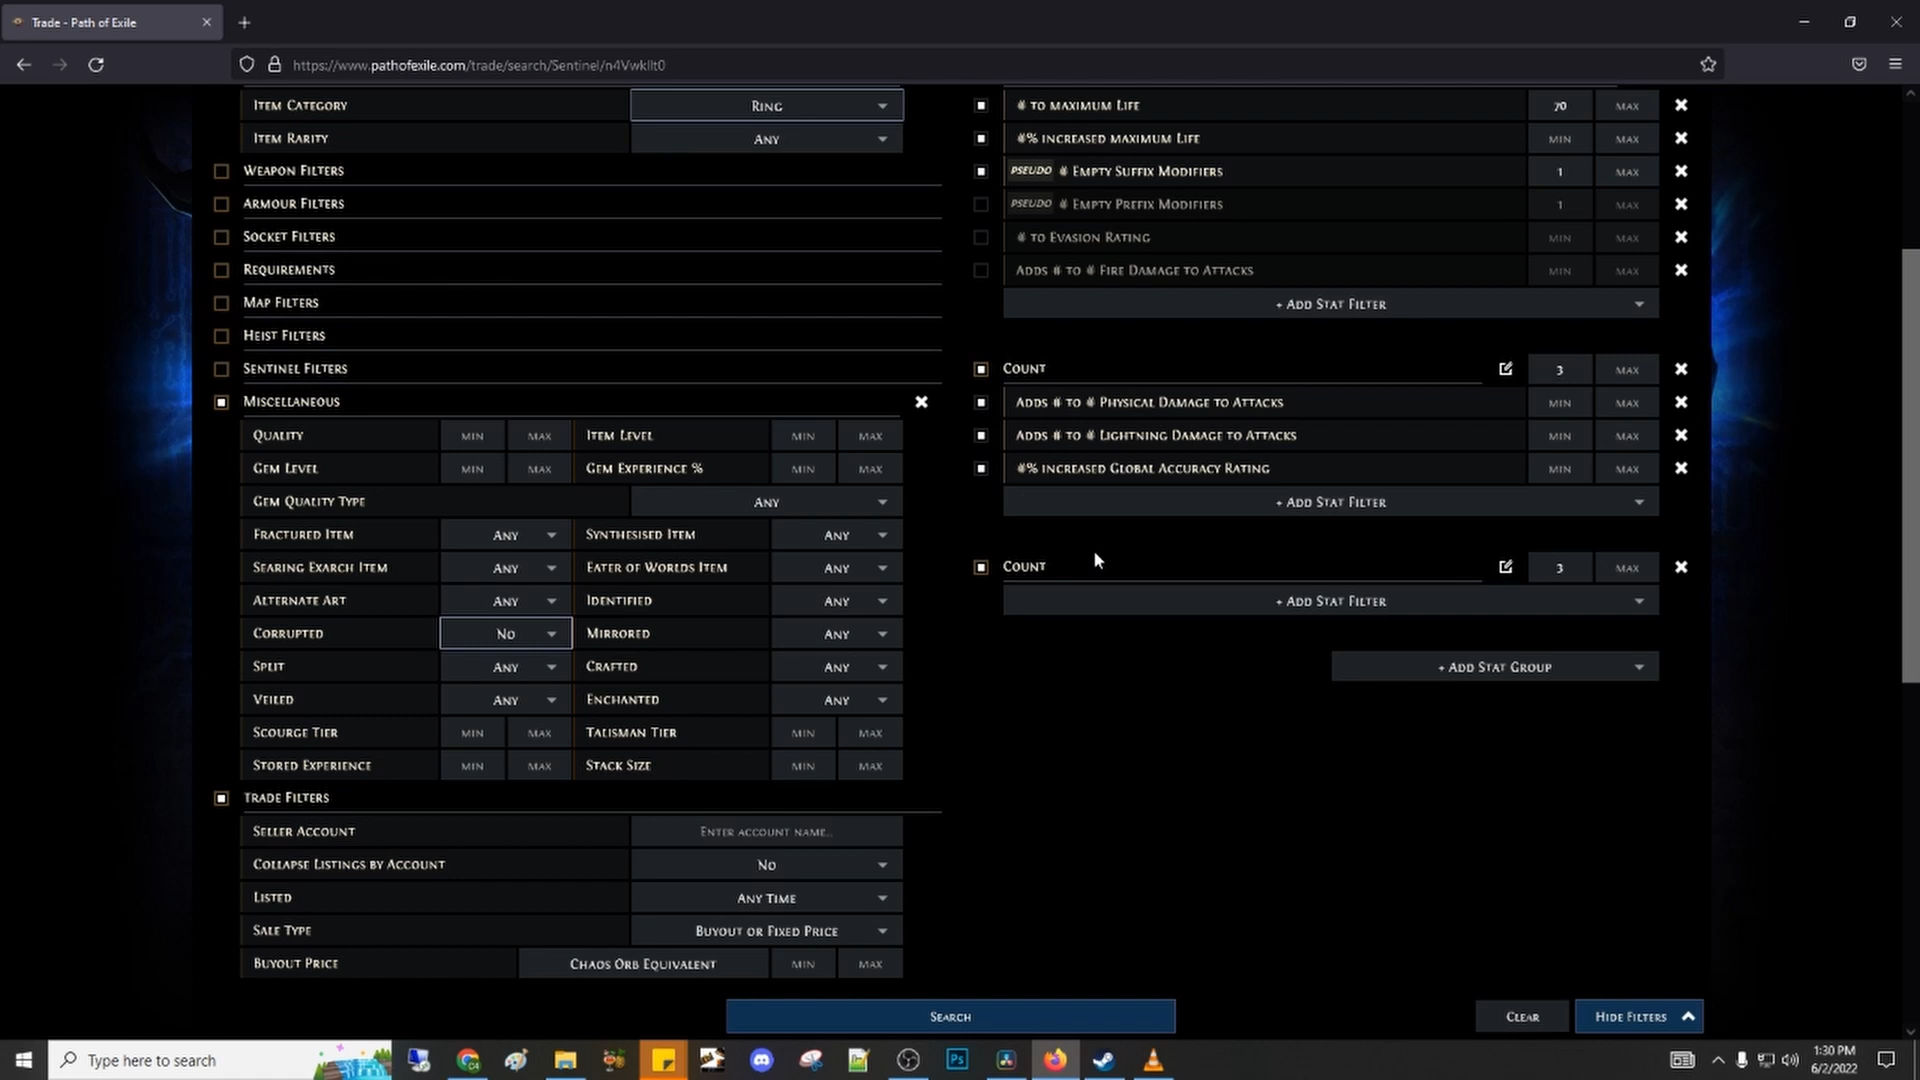 Trade - Path of Exile
https://www.pathofexile.com/trade/search/Sentinel/n4VwkIlt0
Item Category Ring
Item Rarity Any
Weapon Filters
Armour Filters
Socket Filters
Requirements
Map Filters
Heist Filters
Sentinel Filters
Miscellaneous
Quality MIN MAX Item Level MIN MAX
Gem Level MIN MAX Gem Experience % MIN MAX
Gem Quality Type Any
Fractured Item Any Synthesised Item Any
Searing Exarch Item Any Eater of Worlds Item Any
Alternate Art Any Identified Any
Corrupted No Mirrored Any
Split Any Crafted Any
Veiled Any Enchanted Any
Scourge Tier MIN MAX Talisman Tier MIN MAX
Stored Experience MIN MAX Stack Size MIN MAX
Trade Filters
Seller Account Enter account name..
Collapse Listings by Account No
Listed Any Time
Sale Type Buyout or Fixed Price
Buyout Price Chaos Orb Equivalent MIN MAX
# to maximum Life 70 MAX
#% increased maximum Life MIN MAX
PSEUDO # Empty Suffix Modifiers 1 MAX
PSEUDO # Empty Prefix Modifiers 1 MAX
# to Evasion Rating MIN MAX
Adds # to # Fire Damage to Attacks MIN MAX
+ Add Stat Filter
Count 3 MAX
Adds # to # Physical Damage to Attacks MIN MAX
Adds # to # Lightning Damage to Attacks MIN MAX
#% increased Global Accuracy Rating MIN MAX
+ Add Stat Filter
Count 3 MAX
+ Add Stat Filter
+ Add Stat Group
Search
Clear
Hide Filters
Type here to search
Ps
1:30 PM
6/2/2022